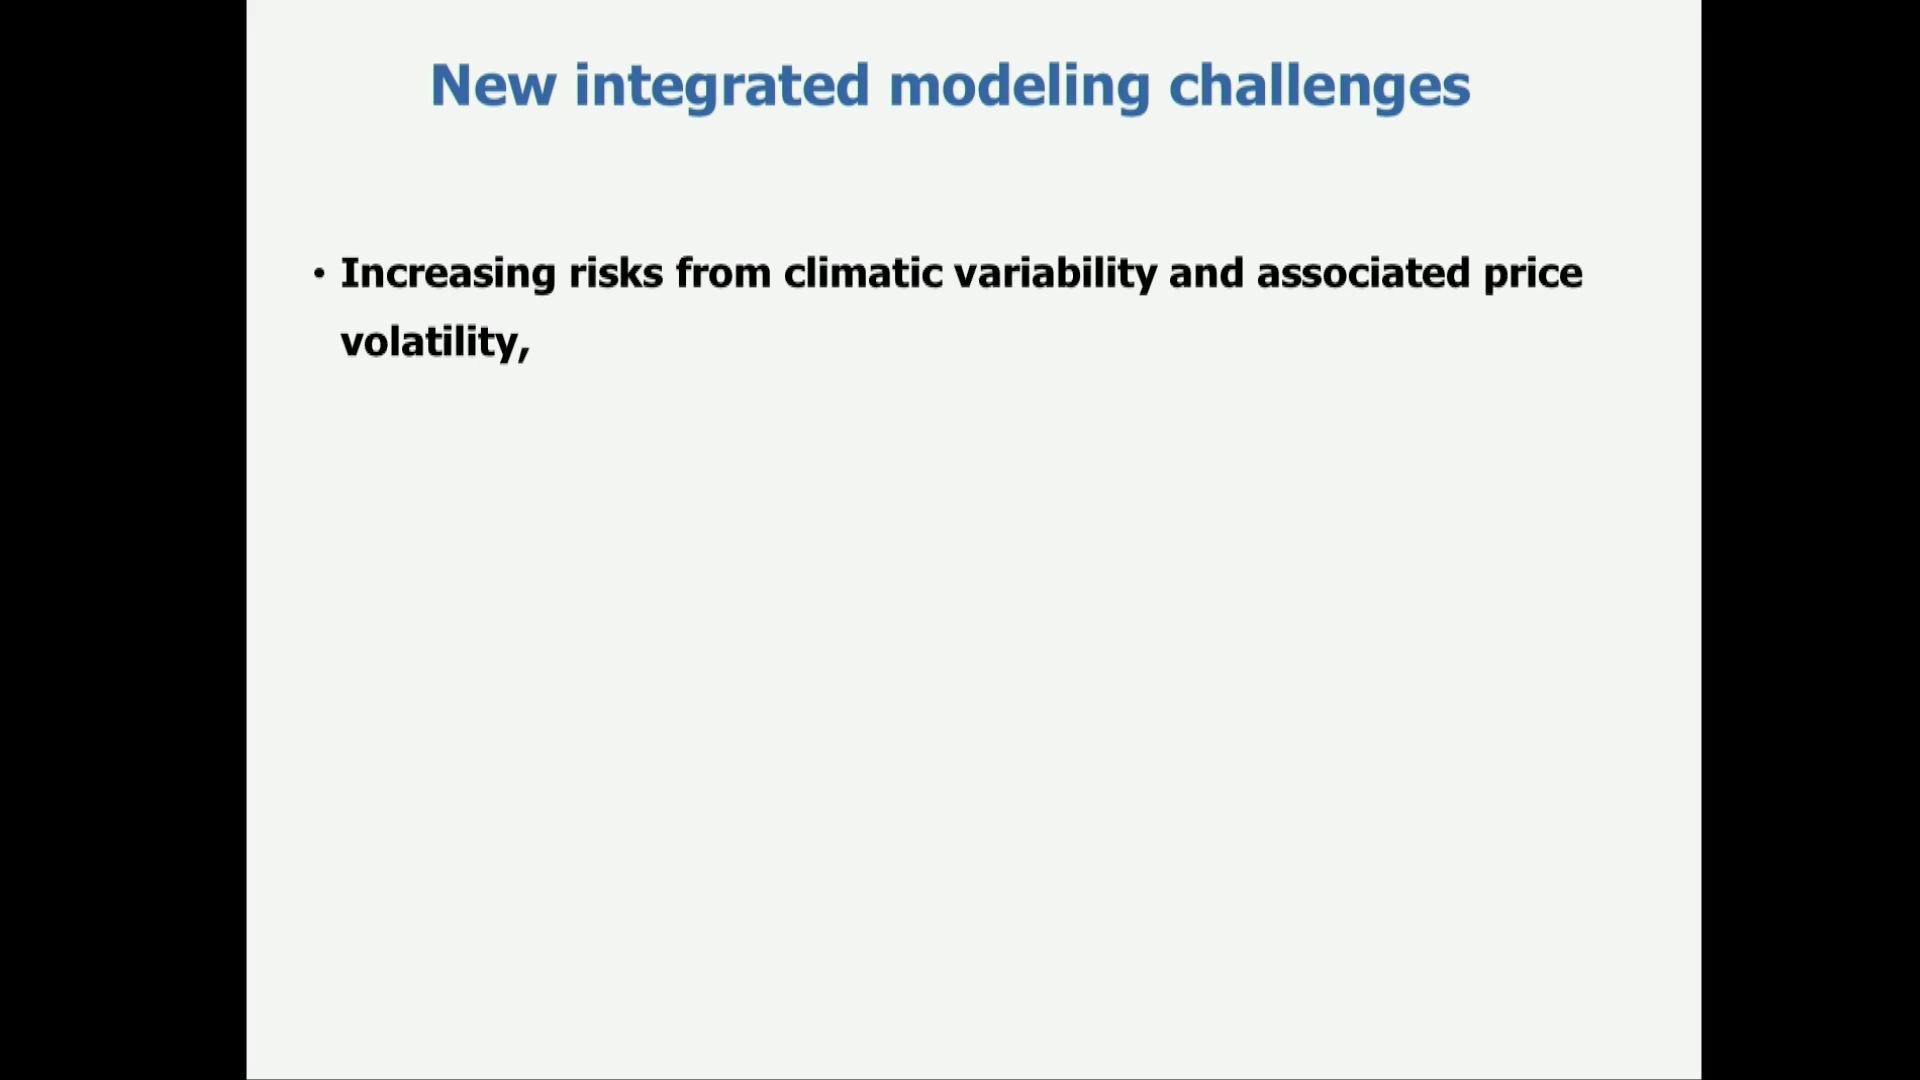 New integrated modeling challenges
• Increasing risks from climatic variability and associated price
volatility,